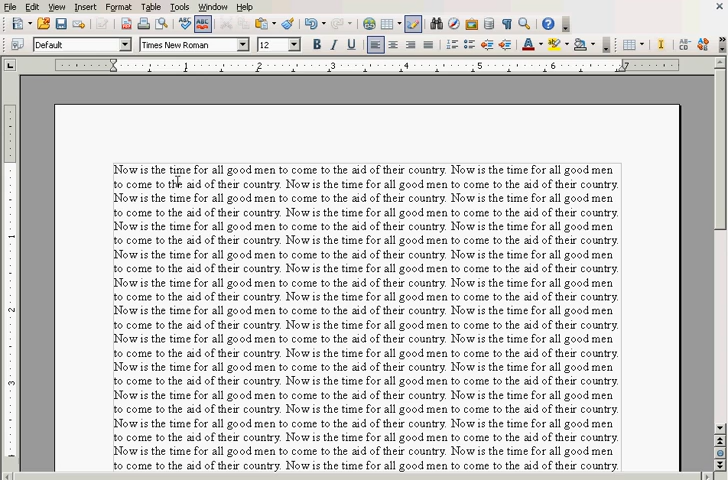 File Edit View Insert Format Table Tools Window Help
ABC ABC
Default Times New Roman 12 B I U
1 2 3 4 5 6 7
Now is the time for all good men to come to the aid of their country. Now is the time for all good men
to come to the aid of their country. Now is the time for all good men to come to the aid of their country.
Now is the time for all good men to come to the aid of their country. Now is the time for all good men
to come to the aid of their country. Now is the time for all good men to come to the aid of their country.
Now is the time for all good men to come to the aid of their country. Now is the time for all good men
to come to the aid of their country. Now is the time for all good men to come to the aid of their country.
Now is the time for all good men to come to the aid of their country. Now is the time for all good men
to come to the aid of their country. Now is the time for all good men to come to the aid of their country.
Now is the time for all good men to come to the aid of their country. Now is the time for all good men
to come to the aid of their country. Now is the time for all good men to come to the aid of their country.
Now is the time for all good men to come to the aid of their country. Now is the time for all good men
to come to the aid of their country. Now is the time for all good men to come to the aid of their country.
Now is the time for all good men to come to the aid of their country. Now is the time for all good men
to come to the aid of their country. Now is the time for all good men to come to the aid of their country.
Now is the time for all good men to come to the aid of their country. Now is the time for all good men
to come to the aid of their country. Now is the time for all good men to come to the aid of their country.
Now is the time for all good men to come to the aid of their country. Now is the time for all good men
to come to the aid of their country. Now is the time for all good men to come to the aid of their country.
Now is the time for all good men to come to the aid of their country. Now is the time for all good men
to come to the aid of their country. Now is the time for all good men to come to the aid of their country.
Now is the time for all good men to come to the aid of their country. Now is the time for all good men
to come to the aid of their country. Now is the time for all good men to come to the aid of their country.
1
2
3